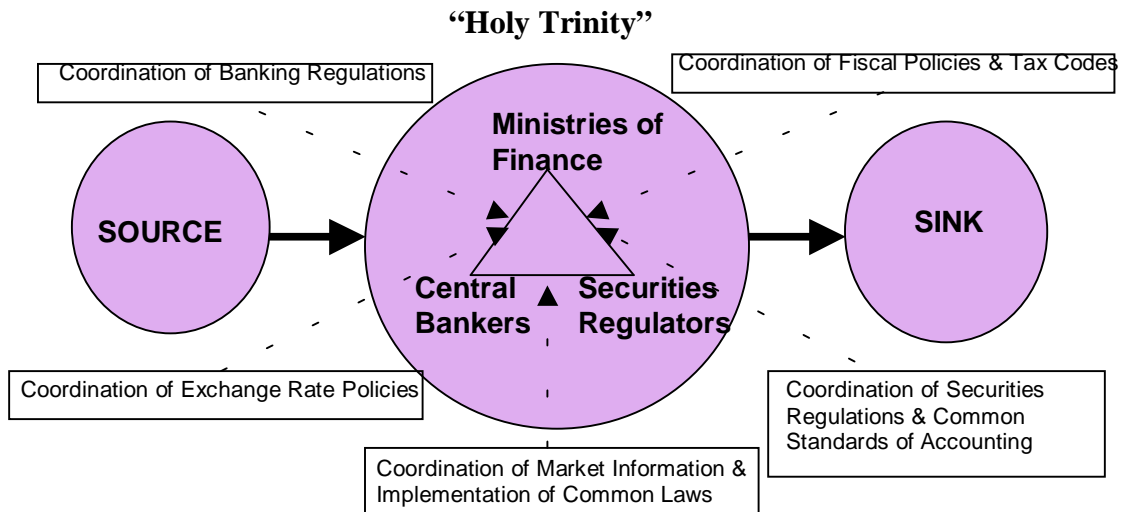 “Holy Trinity”
Coordination of Banking Regulations
Coordination of Fiscal Policies & Tax Codes
Ministries of
Finance
SOURCE
SINK
Central
Bankers
Securities
Regulators
Coordination of Exchange Rate Policies
Coordination of Securities
Regulations & Common
Standards of Accounting
Coordination of Market Information &
Implementation of Common Laws